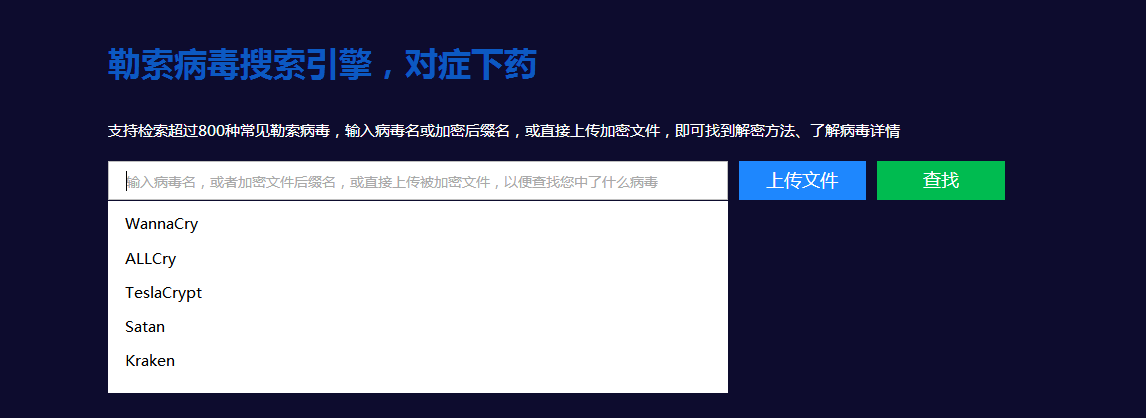 勒索病毒搜索引擎，对症下药
支持检索超过800种常见勒索病毒，输入病毒名或加密后缀名，或直接上传加密文件，即可找到解密方法、了解病毒详情
输入病毒名，或者加密文件后缀名，或直接上传被加密文件，以便查找您中了什么病毒
上传文件
查找
WannaCry
ALLCry
TeslaCrypt
Satan
Kraken